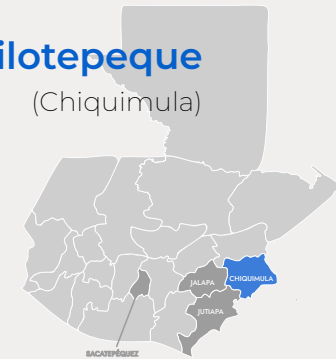 ilotepeque
(Chiquimula)
JALAPA
CHIQUIMULA
JUTIAPA
SACATEPÉQUEZ